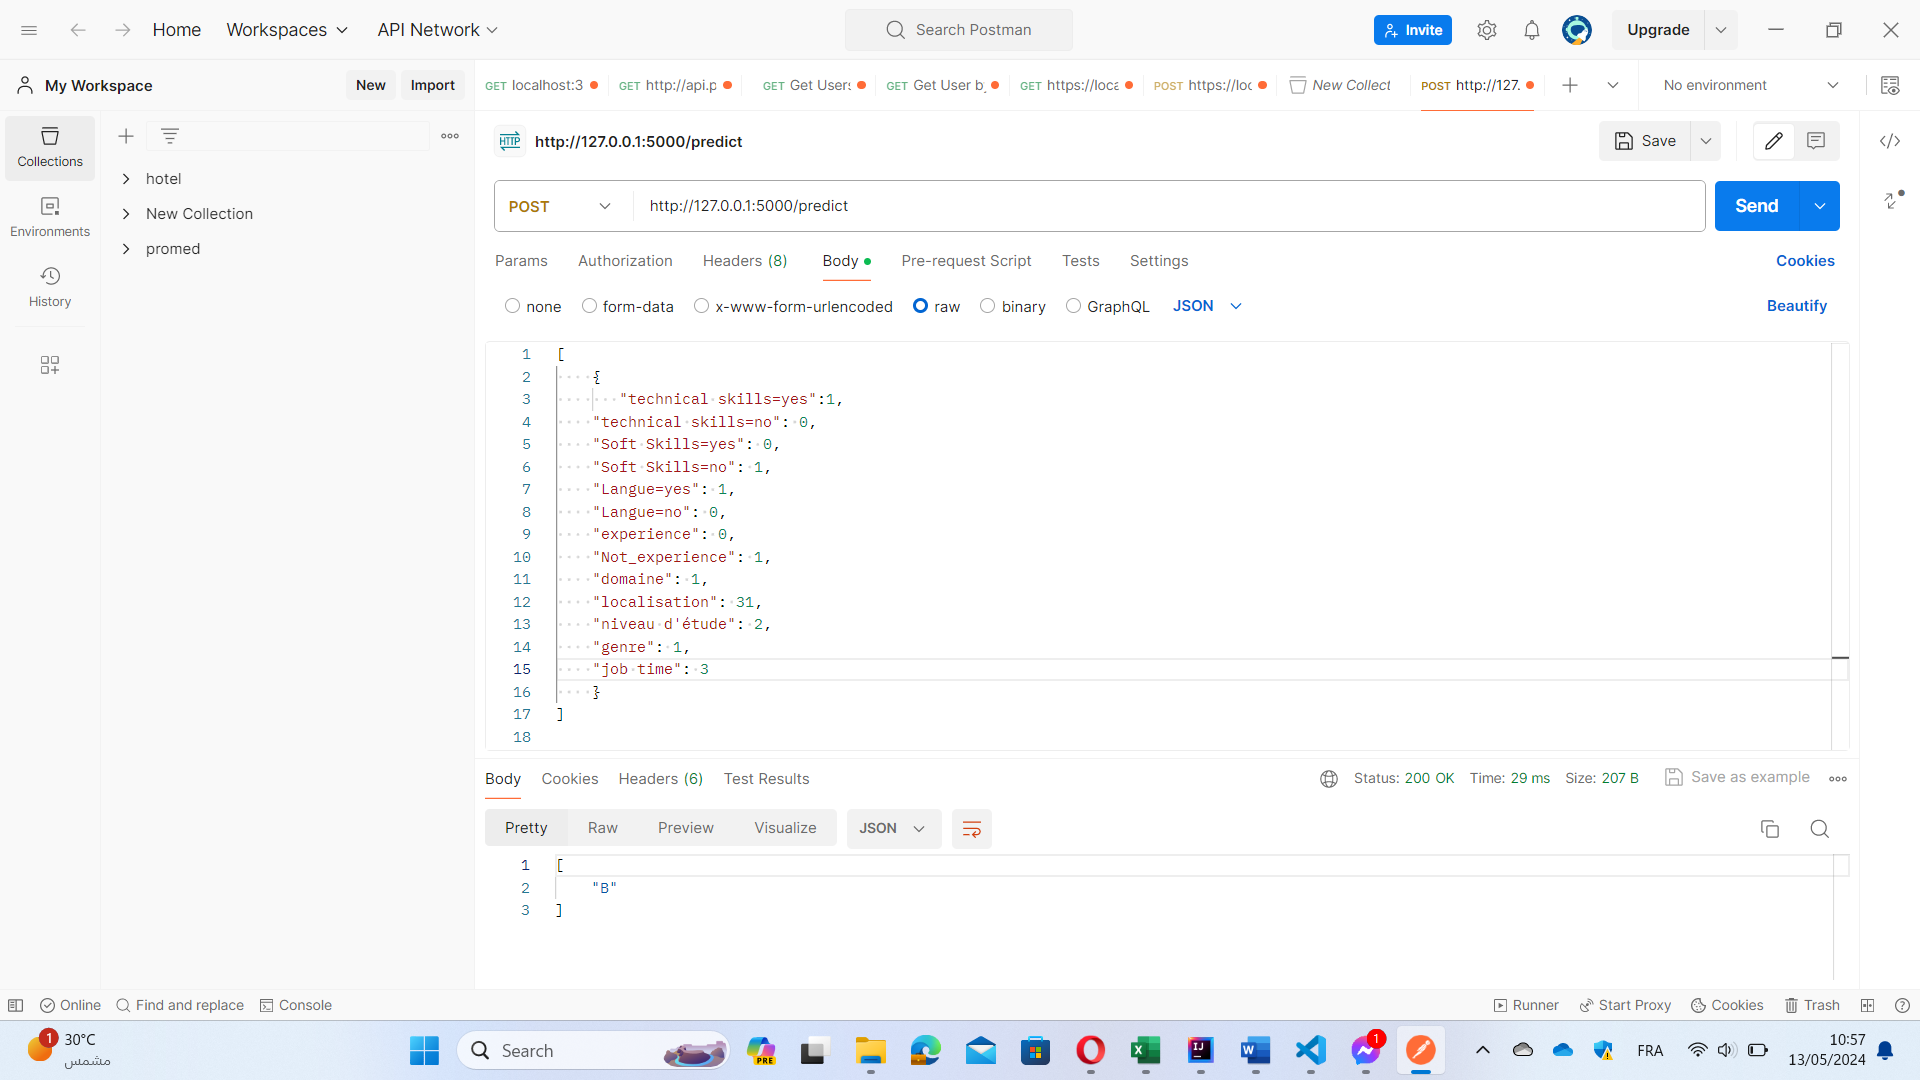 Home Workspaces API Network Search Postman Invite Upgrade
My Workspace New Import GET localhost:3 GET http://api.p GET Get Users GET Get User b GET https://loca POST https://loc New Collect POST http://127. No environment
Collections
Environments
History
hotel
New Collection
promed
HTTP http://127.0.0.1:5000/predict Save
POST http://127.0.0.1:5000/predict Send
Params Authorization Headers (8) Body Pre-request Script Tests Settings Cookies
none form-data x-www-form-urlencoded raw binary GraphQL JSON Beautify
1 [
2 {
3 "technical skills=yes":1,
4 "technical skills=no": 0,
5 "Soft Skills=yes": 0,
6 "Soft Skills=no": 1,
7 "Langue=yes": 1,
8 "Langue=no": 0,
9 "experience": 0,
10 "Not_experience": 1,
11 "domaine": 1,
12 "localisation": 31,
13 "niveau d'étude": 2,
14 "genre": 1,
15 "job time": 3
16 }
17 ]
18
Body Cookies Headers (6) Test Results Status: 200 OK Time: 29 ms Size: 207 B Save as example
Pretty Raw Preview Visualize JSON
1 [
2 "B"
3 ]
Online Find and replace Console Runner Start Proxy Cookies Trash
1 30°C
مشمس
Search PRE 1 FRA 10:57
13/05/2024